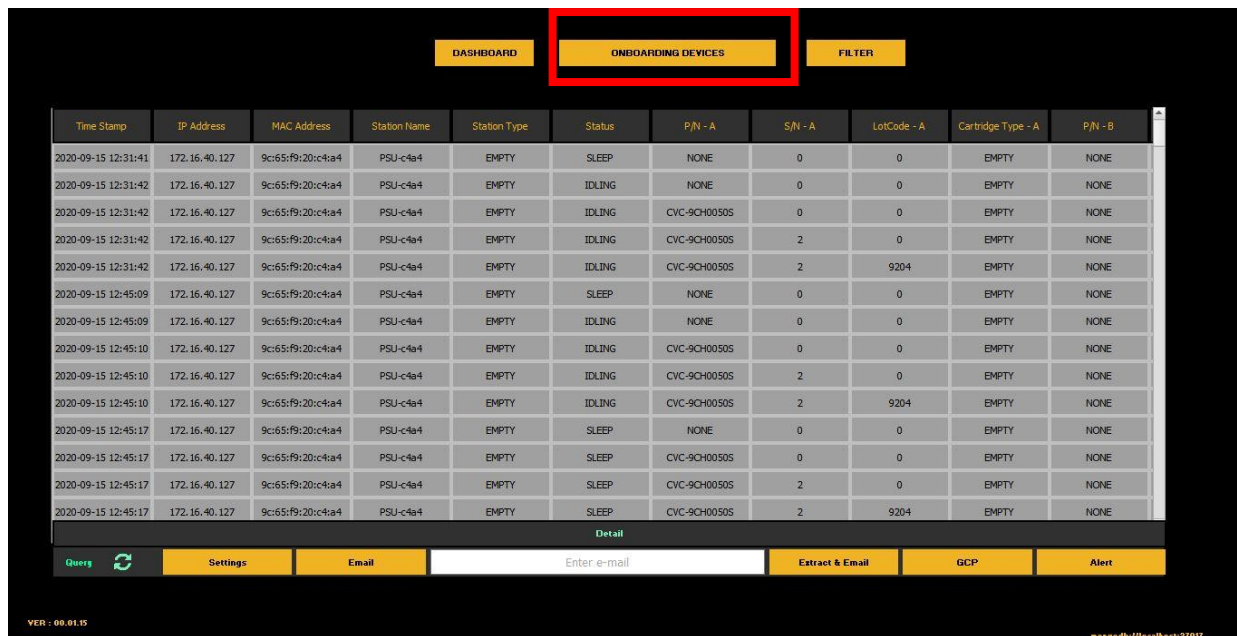 DASHBOARD ONBOARDING DEVICES FILTER
Time Stamp IP Address MAC Address Station Name Station Type Status P/N - A S/N - A LotCode - A Cartridge Type - A P/N - B
2020-09-15 12:31:41 172.16.40.127 9c:65:f9:20:c4:a4 PSU-c4a4 EMPTY SLEEP NONE 0 0 EMPTY NONE
2020-09-15 12:31:42 172.16.40.127 9c:65:f9:20:c4:a4 PSU-c4a4 EMPTY IDLING NONE 0 0 EMPTY NONE
2020-09-15 12:31:42 172.16.40.127 9c:65:f9:20:c4:a4 PSU-c4a4 EMPTY IDLING CVC-9CH0050S 0 0 EMPTY NONE
2020-09-15 12:31:42 172.16.40.127 9c:65:f9:20:c4:a4 PSU-c4a4 EMPTY IDLING CVC-9CH0050S 2 0 EMPTY NONE
2020-09-15 12:31:42 172.16.40.127 9c:65:f9:20:c4:a4 PSU-c4a4 EMPTY IDLING CVC-9CH0050S 2 9204 EMPTY NONE
2020-09-15 12:45:09 172.16.40.127 9c:65:f9:20:c4:a4 PSU-c4a4 EMPTY SLEEP NONE 0 0 EMPTY NONE
2020-09-15 12:45:09 172.16.40.127 9c:65:f9:20:c4:a4 PSU-c4a4 EMPTY IDLING NONE 0 0 EMPTY NONE
2020-09-15 12:45:10 172.16.40.127 9c:65:f9:20:c4:a4 PSU-c4a4 EMPTY IDLING CVC-9CH0050S 0 0 EMPTY NONE
2020-09-15 12:45:10 172.16.40.127 9c:65:f9:20:c4:a4 PSU-c4a4 EMPTY IDLING CVC-9CH0050S 2 0 EMPTY NONE
2020-09-15 12:45:10 172.16.40.127 9c:65:f9:20:c4:a4 PSU-c4a4 EMPTY IDLING CVC-9CH0050S 2 9204 EMPTY NONE
2020-09-15 12:45:17 172.16.40.127 9c:65:f9:20:c4:a4 PSU-c4a4 EMPTY SLEEP NONE 0 0 EMPTY NONE
2020-09-15 12:45:17 172.16.40.127 9c:65:f9:20:c4:a4 PSU-c4a4 EMPTY SLEEP CVC-9CH0050S 0 0 EMPTY NONE
2020-09-15 12:45:17 172.16.40.127 9c:65:f9:20:c4:a4 PSU-c4a4 EMPTY SLEEP CVC-9CH0050S 2 0 EMPTY NONE
2020-09-15 12:45:17 172.16.40.127 9c:65:f9:20:c4:a4 PSU-c4a4 EMPTY SLEEP CVC-9CH0050S 2 9204 EMPTY NONE
Detail
Query Settings Email Enter e-mail Extract & Email GCP Alert
VER : 00.01.15